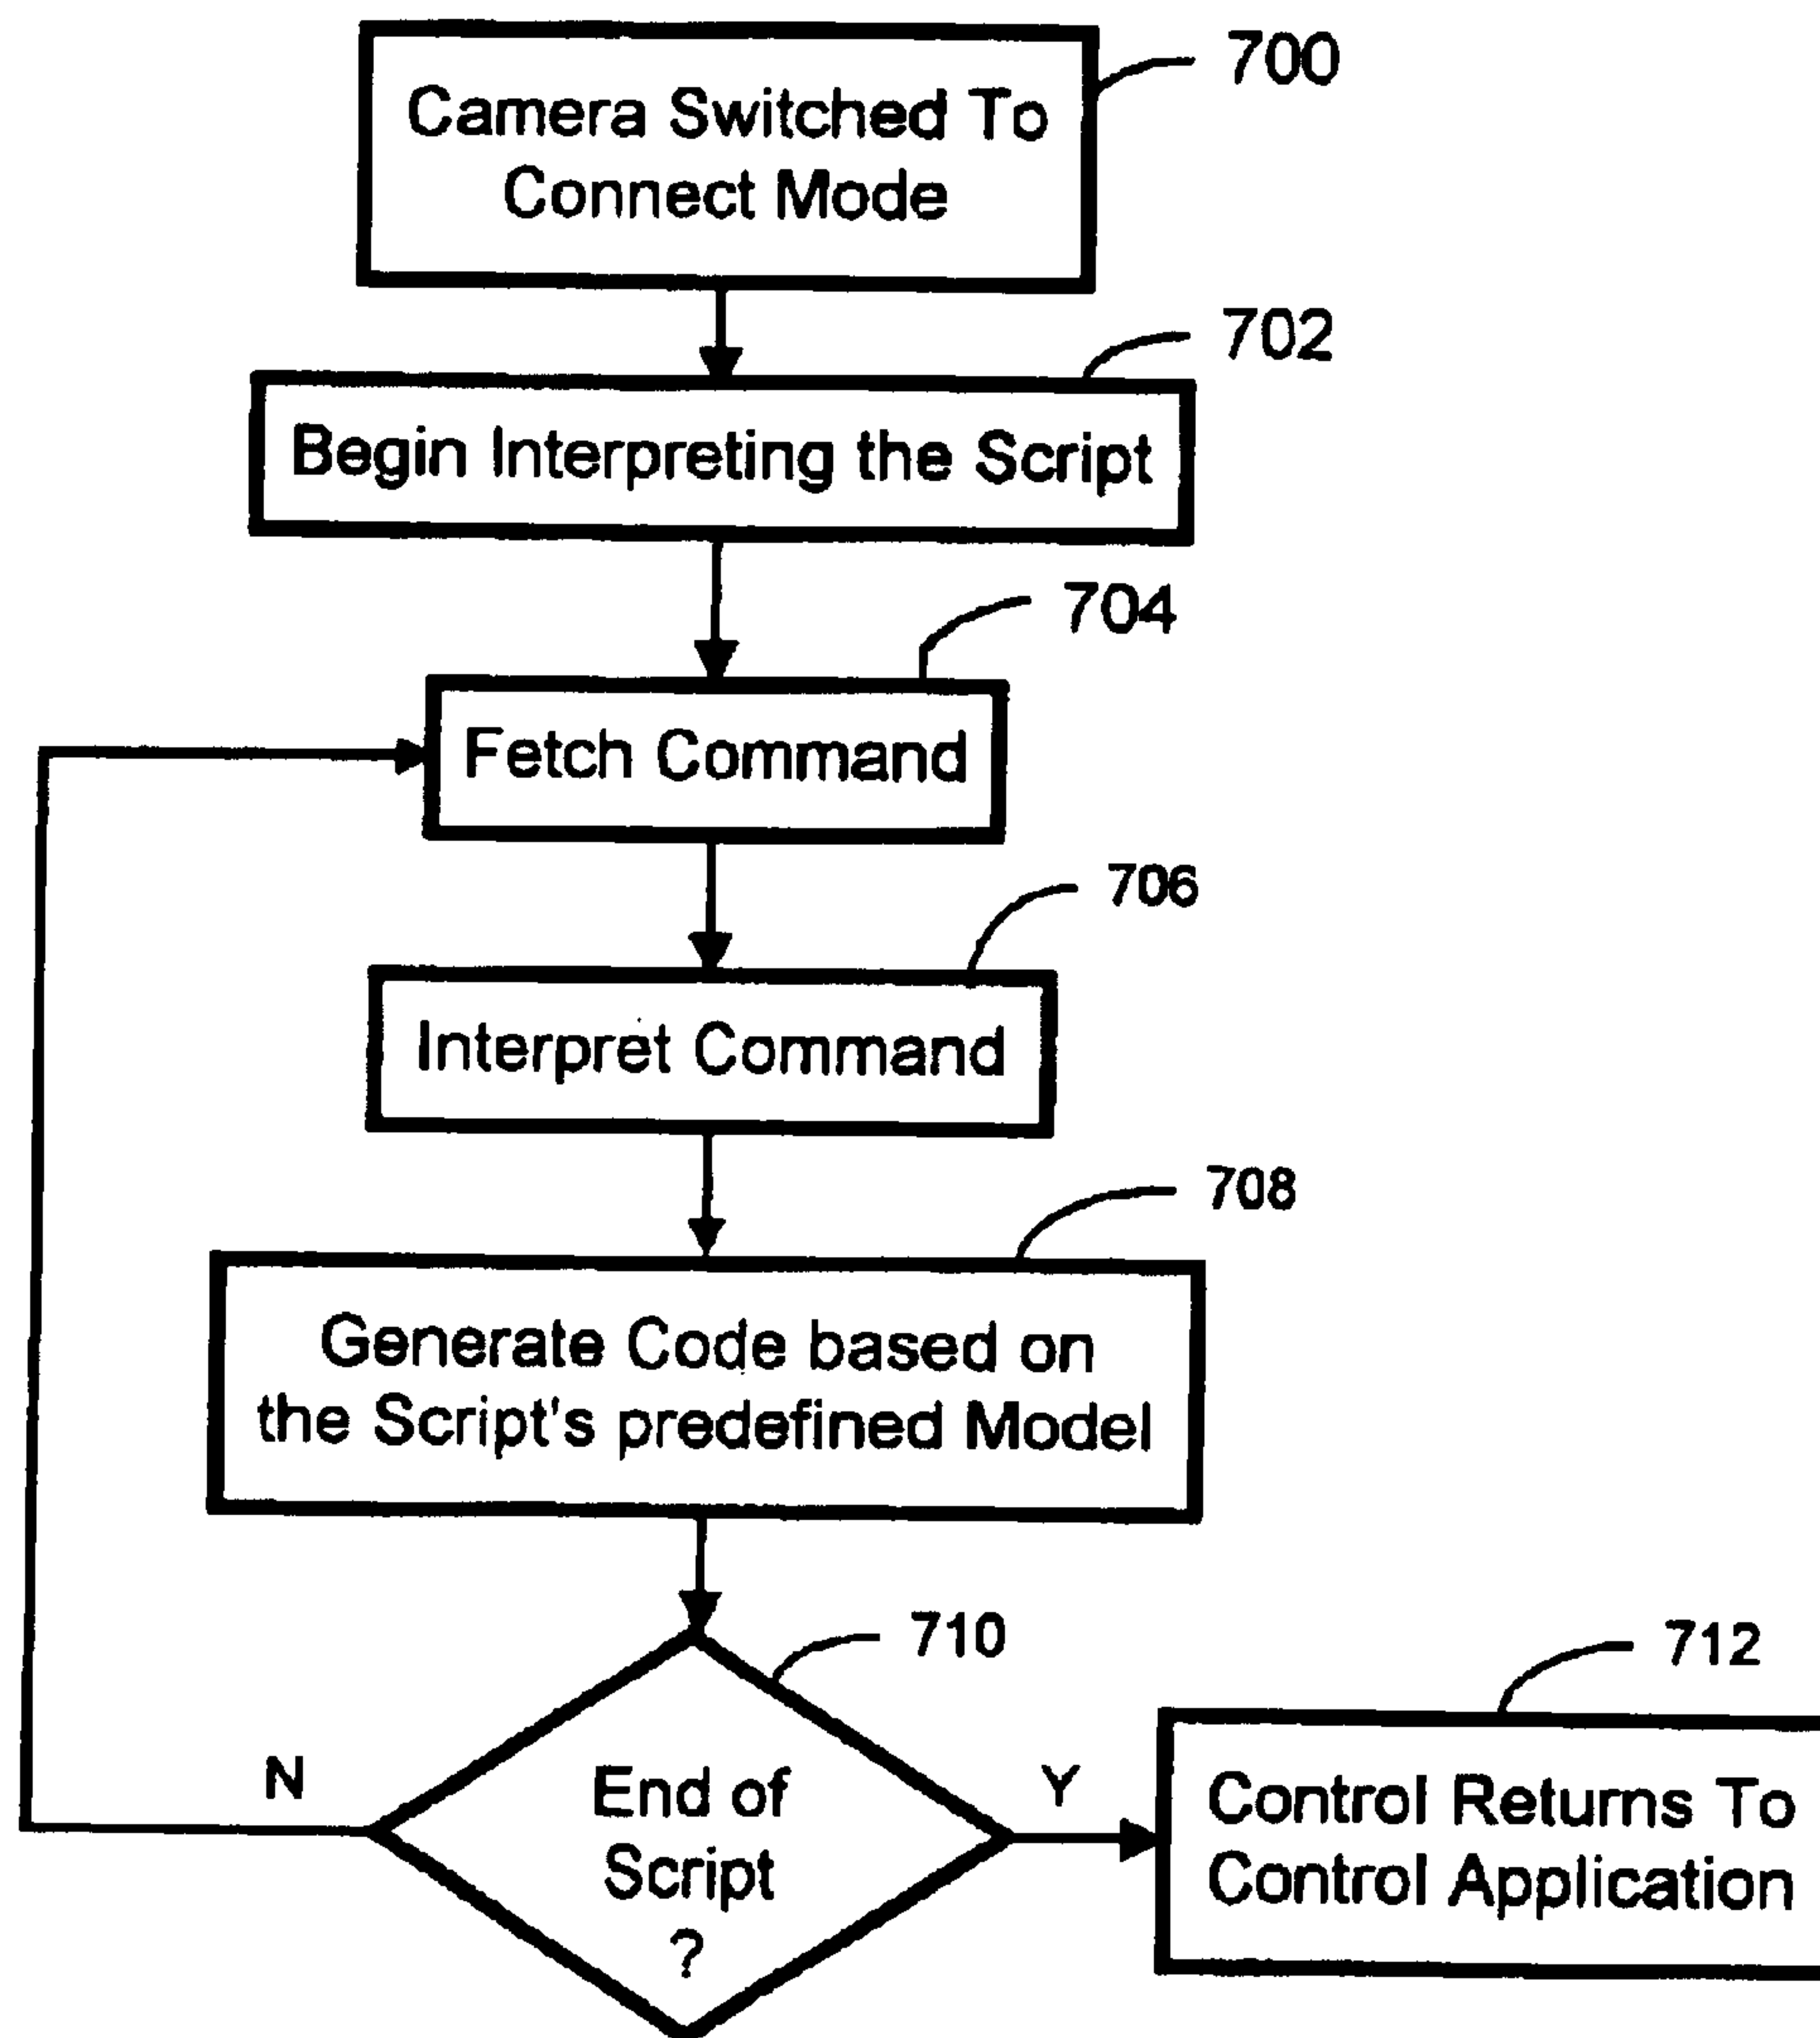 700
Camera Switched To
Connect Mode
702
Begin Interpreting the Script
704
Fetch Command
706
Interpret Command
708
Generate Code based on
the Script's predefined Model
710
712
N
End of
Script
?
Y
Control Returns To
Control Application